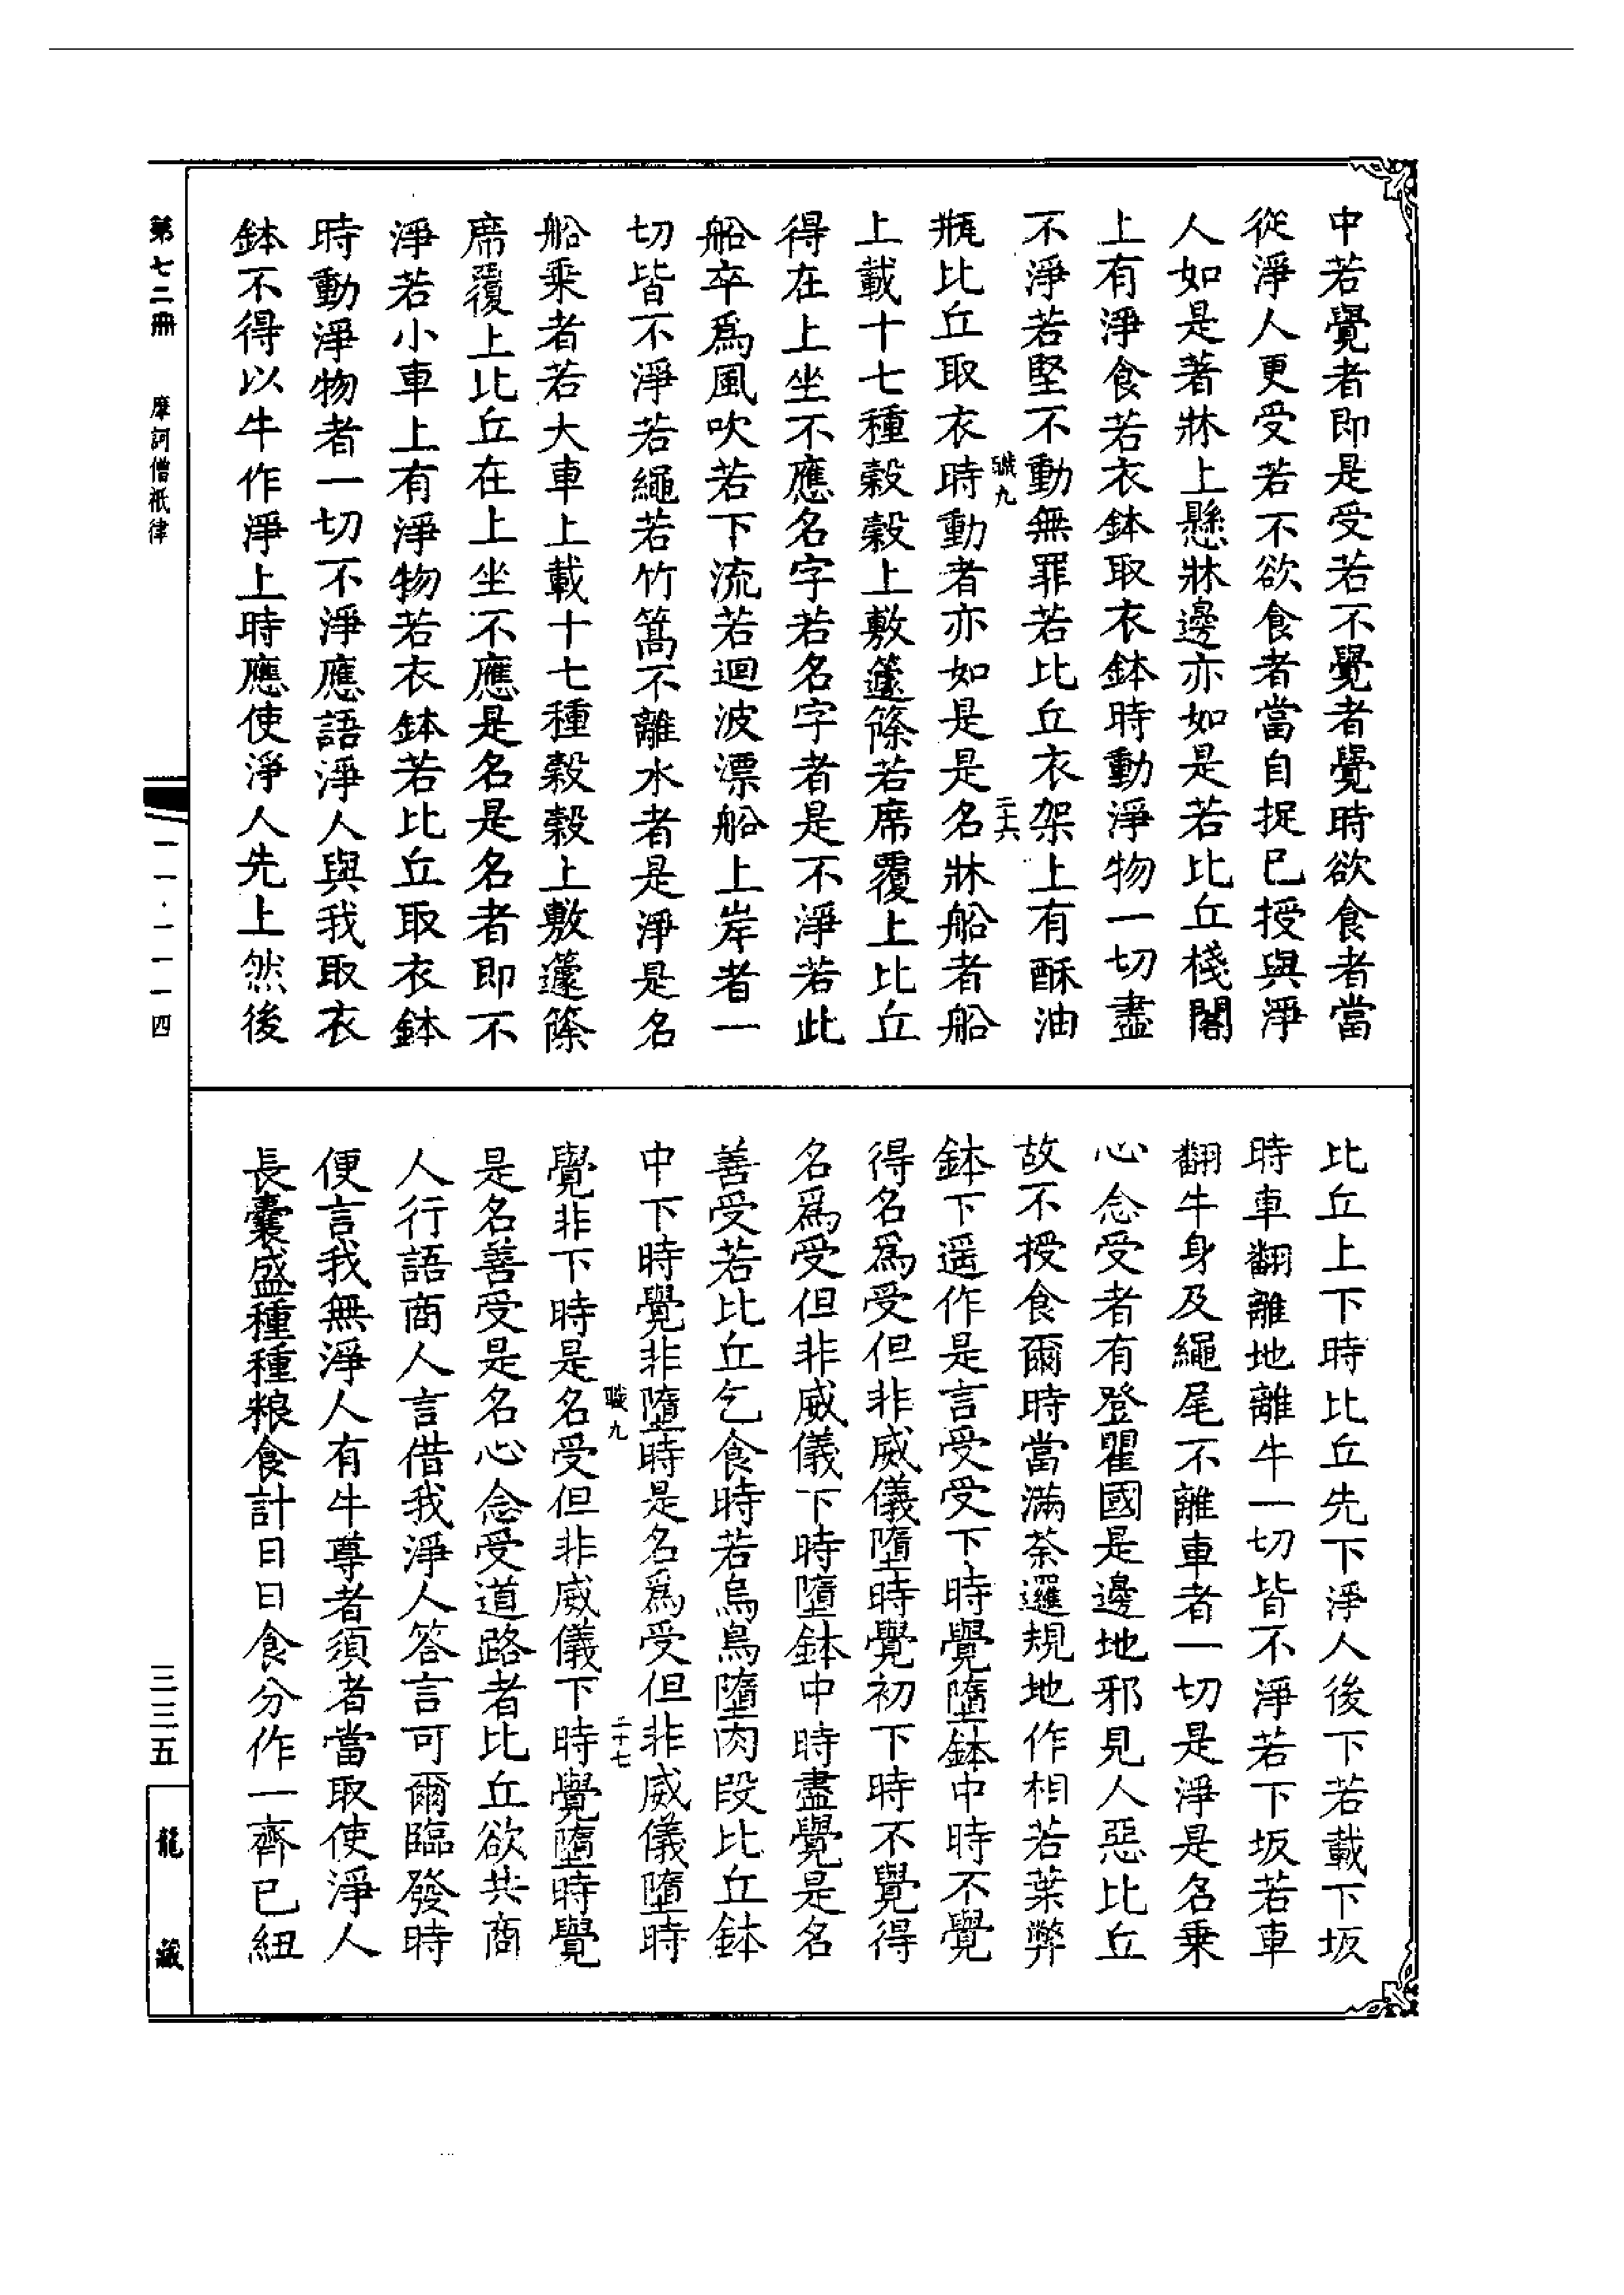 中若覺者即是受若不覺者覺時欲食者當
從淨人更受若不欲食者當自捉已授與淨
人如是著牀上懸牀邊亦如是若比丘棧閣
上有淨食若衣鉢取衣鉢時動淨物一切盡
不淨若堅不動無罪若比丘衣架上有酥油
職九
二十六
瓶比丘取衣時動者亦如是是名牀船者船
上載十七種穀穀上敷籧篨若席覆上比丘
得在上坐不應名字若名字者是不淨若此
船卒爲風吹若下流若迴波漂船上岸者一
切皆不淨若繩若竹篙不離水者是淨是名
船乘者若大車上載十七種穀穀上敷籧篨
席覆上比丘在上坐不應是名是名者即不
淨若小車上有淨物若衣鉢若比丘取衣鉢
時動淨物者一切不淨應語淨人與我取衣
鉢不得以牛作淨上時應使淨人先上然後
比丘上下時比丘先下淨人後下若載下坂
時車翻離地離牛一切皆不淨若下坂若車
翻牛身及繩尾不離車者一切是淨是名乗
心念受者有登瞿國是邊地邪見人惡比丘
故不授食爾時當滿荼邏規地作相若葉弊
鉢下遥作是言受受下時覺墮鉢中時不覺
得名爲受但非威儀墮時覺初下時不覺得
名爲受但非威儀下時墮鉢中時盡覺是名
善受若比丘乞食時若烏鳥墮肉段比丘鉢
中下時覺非墮時是名爲受但非威儀墮時
職九
二十七
覺非下時是名受但非威儀下時覺墮時覺
是名善受是名心念受道路者比丘欲共商
人行語商人言借我淨人答言可爾臨發時
便言我無淨人有牛尊者須者當取使淨人
長囊盛種種粮食計日日食分作一齊已紐
第七二冊
摩訶僧祇律
一一·一一一四
三三五
龍藏